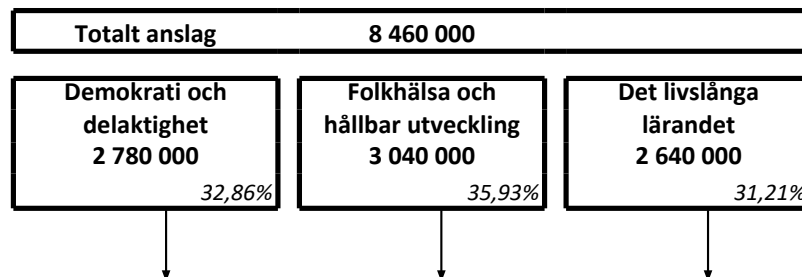 Totalt anslag 8 460 000
Demokrati och
delaktighet
2 780 000
32,86%
Folkhälsa och
hållbar utveckling
3 040 000
35,93%
Det livslånga
lärandet
2 640 000
31,21%